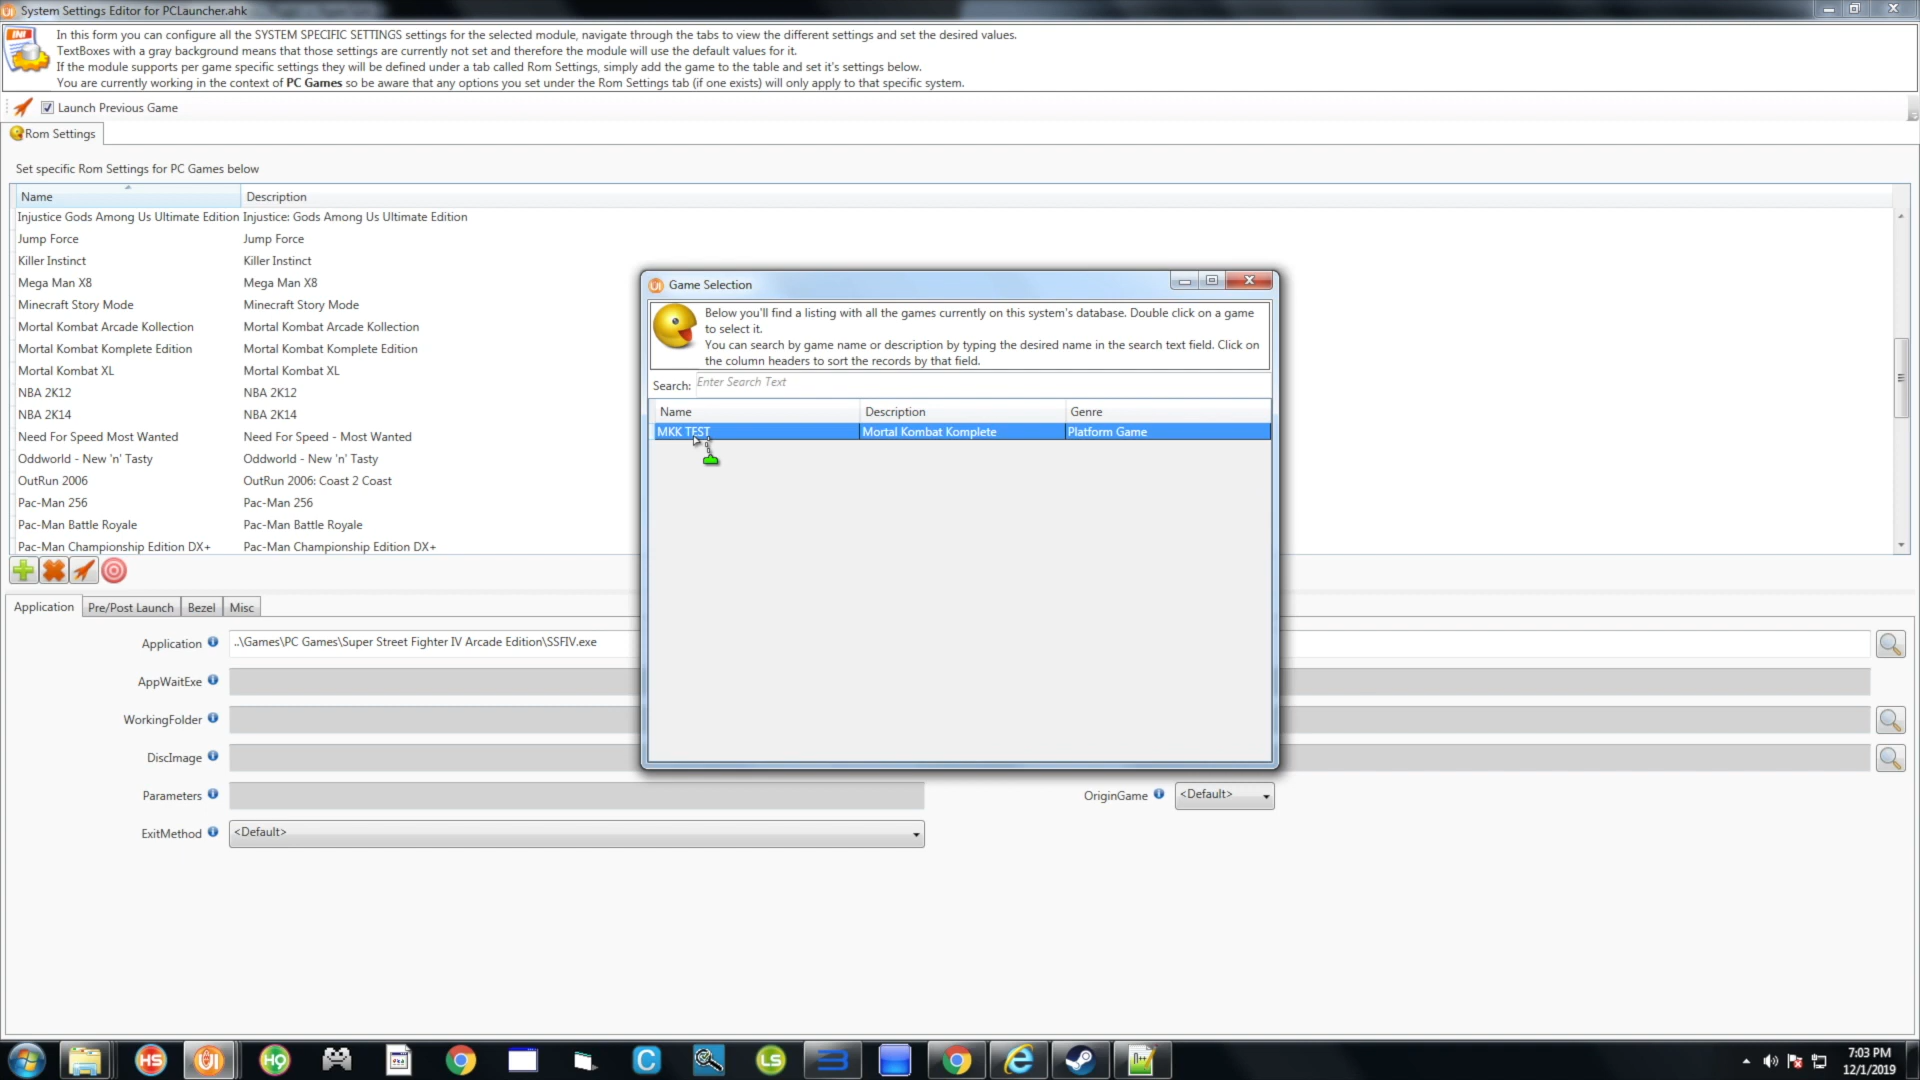 System Settings Editor for PCLauncher.ahk
In this form you can configure all the SYSTEM SPECIFIC SETTINGS settings for the selected module, navigate through the tabs to view the different settings and set the desired values.
TextBoxes with a gray background means that those settings are currently not set and therefore the module will use the default values for it.
If the module supports per game specific settings they will be defined under a tab called Rom Settings, simply add the game to the table and set it's settings below.
You are currently working in the context of PC Games so be aware that any options you set under the Rom Settings tab (if one exists) will only apply to that specific system.
Launch Previous Game
Rom Settings
Set specific Rom Settings for PC Games below
Name Description
Injustice Gods Among Us Ultimate Edition Injustice: Gods Among Us Ultimate Edition
Jump Force Jump Force
Killer Instinct Killer Instinct
Mega Man X8 Mega Man X8
Minecraft Story Mode Minecraft Story Mode
Mortal Kombat Arcade Kollection Mortal Kombat Arcade Kollection
Mortal Kombat Komplete Edition Mortal Kombat Komplete Edition
Mortal Kombat XL Mortal Kombat XL
NBA 2K12 NBA 2K12
NBA 2K14 NBA 2K14
Need For Speed Most Wanted Need For Speed - Most Wanted
Oddworld - New 'n' Tasty Oddworld - New 'n' Tasty
OutRun 2006 OutRun 2006: Coast 2 Coast
Pac-Man 256 Pac-Man 256
Pac-Man Battle Royale Pac-Man Battle Royale
Pac-Man Championship Edition DX+ Pac-Man Championship Edition DX+
Game Selection
Below you'll find a listing with all the games currently on this system's database. Double click on a game
to select it.
You can search by game name or description by typing the desired name in the search text field. Click on
the column headers to sort the records by that field.
Search: Enter Search Text
Name Description Genre
MKK TEST Mortal Kombat Komplete Platform Game
Application Pre/Post Launch Bezel Misc
Application ..\Games\PC Games\Super Street Fighter IV Arcade Edition\SSFIV.exe
AppWaitExe
WorkingFolder
DiscImage
Parameters OriginGame <Default>
ExitMethod <Default>
HS UI HQ C LS
7:03 PM
12/1/2019